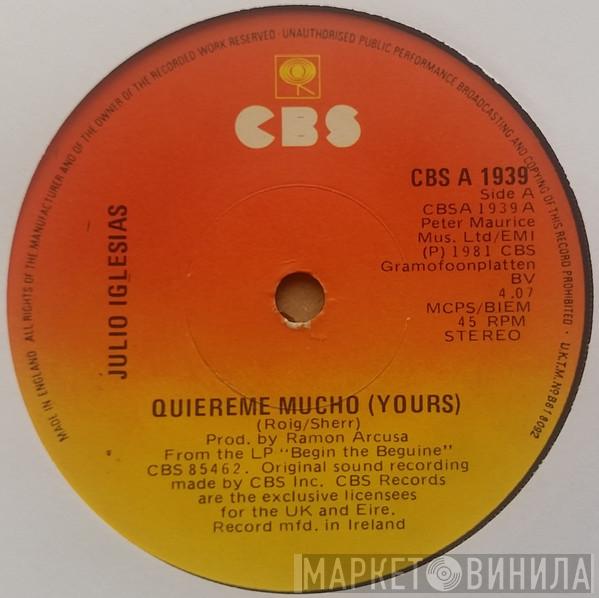 MADE IN ENGLAND · ALL RIGHTS OF THE MANUFACTURER AND OF THE OWNER OF THE RECORDED WORK RESERVED · UNAUTHORISED PUBLIC PERFORMANCE BROADCASTING AND COPYING OF THIS RECORD PROHIBITED · U.K.T.M. Nº B618092
CBS
JULIO IGLESIAS
CBS A 1939
Side A
CBSA 1939 A
Peter Maurice
Mus. Ltd/EMI
(P) 1981 CBS
Gramofoonplatten
BV
4.07
MCPS/BIEM
45 RPM
STEREO
QUIEREME MUCHO (YOURS)
(Roig/Sherr)
Prod. by Ramon Arcusa
From the LP "Begin the Beguine"
CBS 85462. Original sound recording
made by CBS Inc. CBS Records
are the exclusive licensees
for the UK and Eire.
Record mfd. in Ireland
МАРКЕТ ВИНИЛА